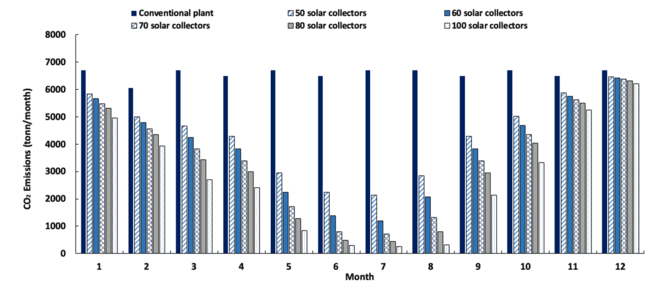 Conventional plant 50 solar collectors 60 solar collectors
70 solar collectors 80 solar collectors 100 solar collectors
8000
7000
6000
5000
4000
3000
2000
1000
0
CO₂ Emissions (tonn/month)
1 2 3 4 5 6 7 8 9 10 11 12
Month